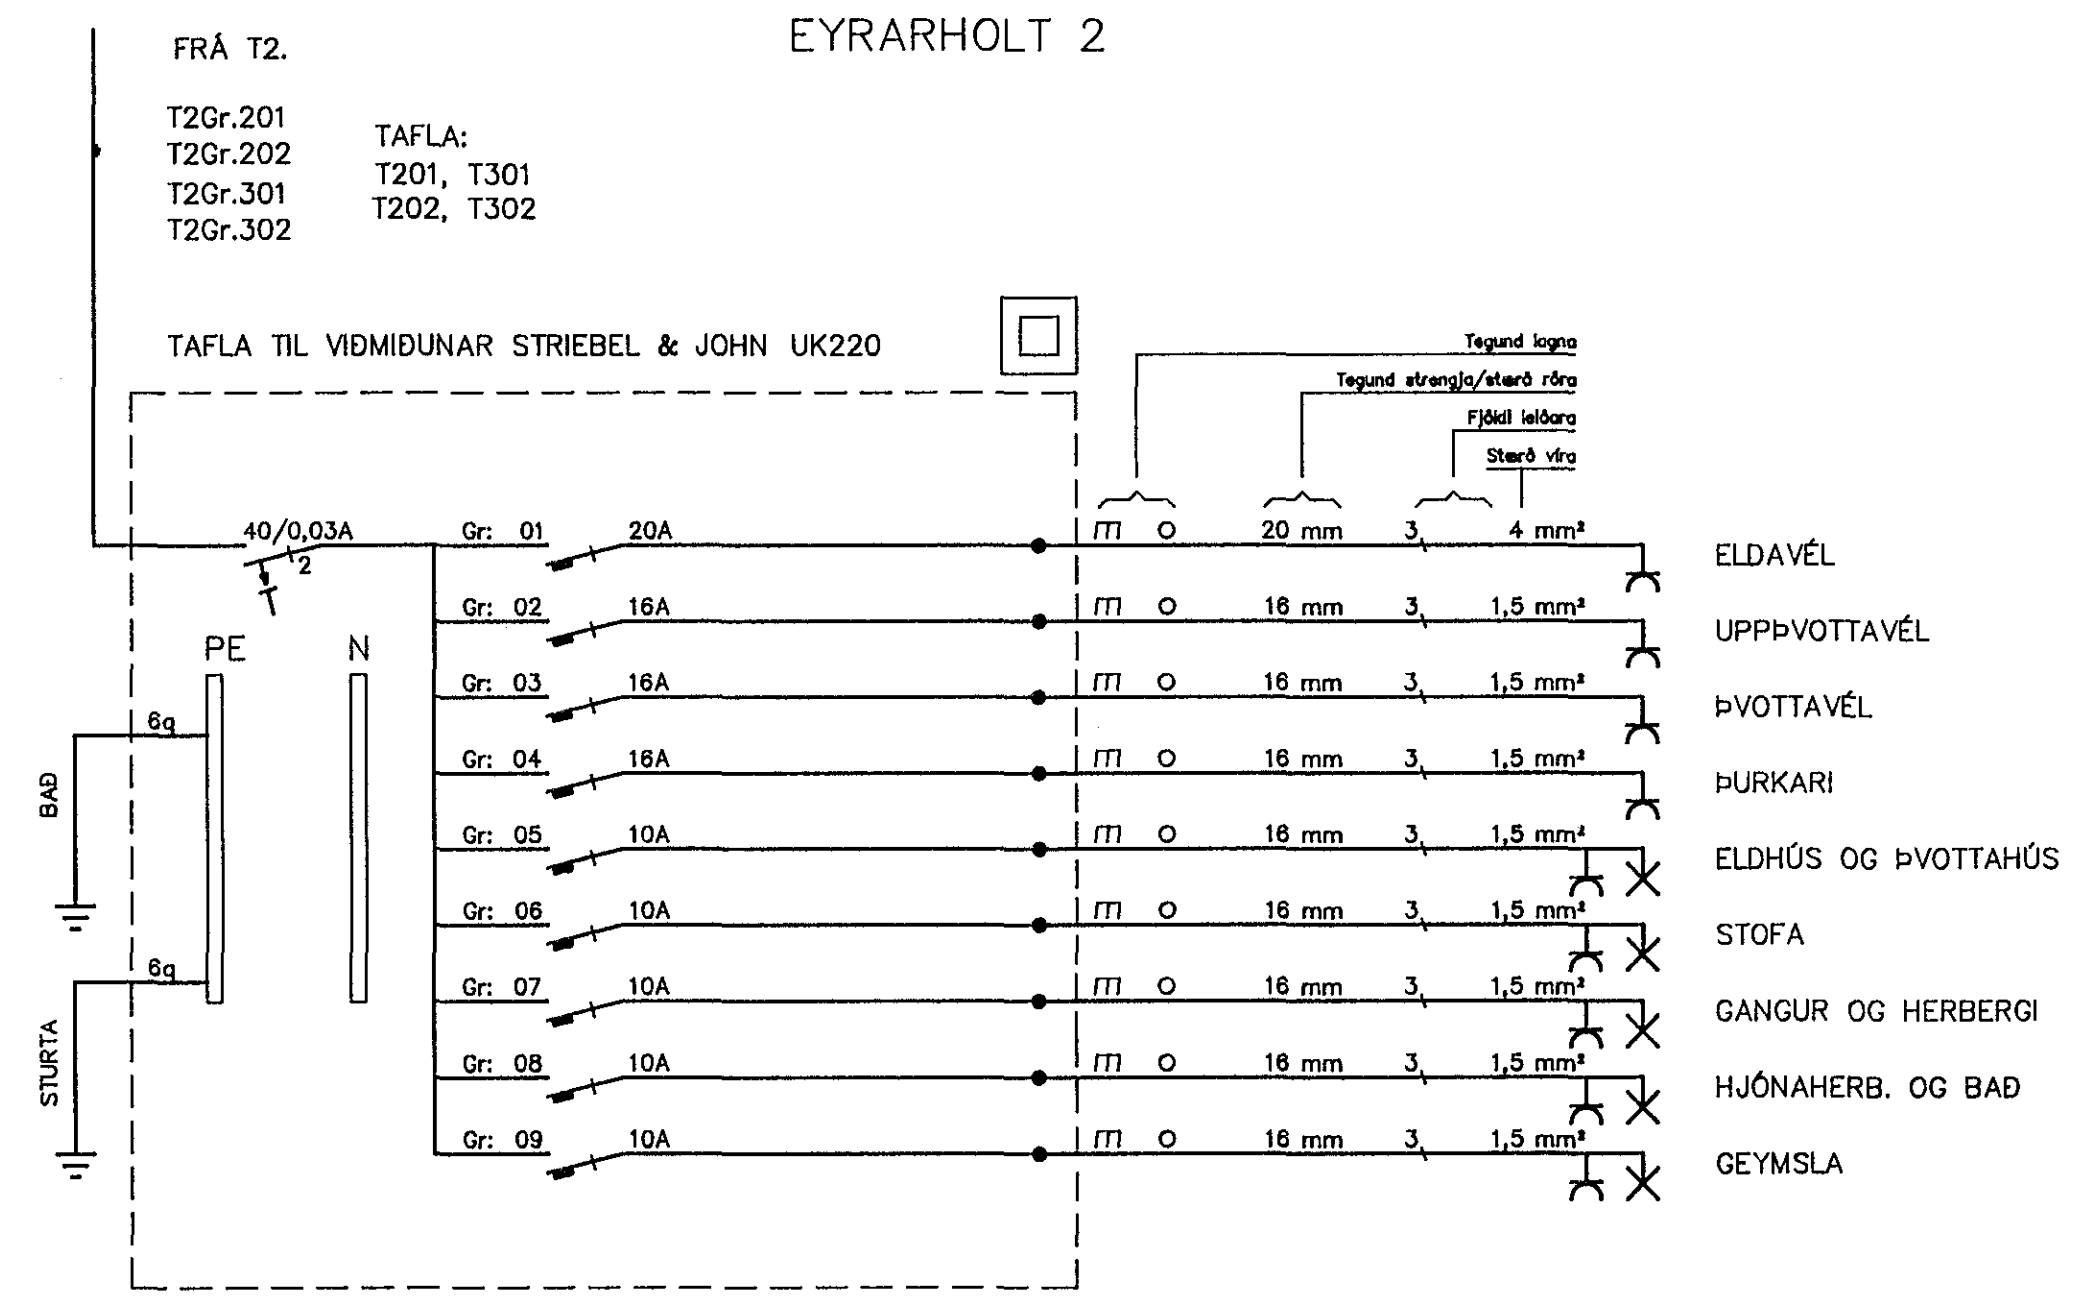 EYRARHOLT 2
FRÁ T2.
T2Gr.201
T2Gr.202
T2Gr.301
T2Gr.302
TAFLA:
T201, T301
T202, T302
TAFLA TIL VIÐMIÐUNAR STRIEBEL & JOHN UK220
Tegund lagna
Tegund strengja/stærð röra
Fjöldi leiðara
Stærð víra
40/0,03A
2
PE
N
6q
BAÐ
6q
STURTA
Gr: 01 20A 20 mm 3 4 mm² ELDAVÉL
Gr: 02 16A 16 mm 3 1,5 mm² UPPÞVOTTAVÉL
Gr: 03 16A 16 mm 3 1,5 mm² ÞVOTTAVÉL
Gr: 04 16A 16 mm 3 1,5 mm² ÞURKARI
Gr: 05 10A 16 mm 3 1,5 mm² ELDHÚS OG ÞVOTTAHÚS
Gr: 06 10A 16 mm 3 1,5 mm² STOFA
Gr: 07 10A 16 mm 3 1,5 mm² GANGUR OG HERBERGI
Gr: 08 10A 16 mm 3 1,5 mm² HJÓNAHERB. OG BAÐ
Gr: 09 10A 16 mm 3 1,5 mm² GEYMSLA